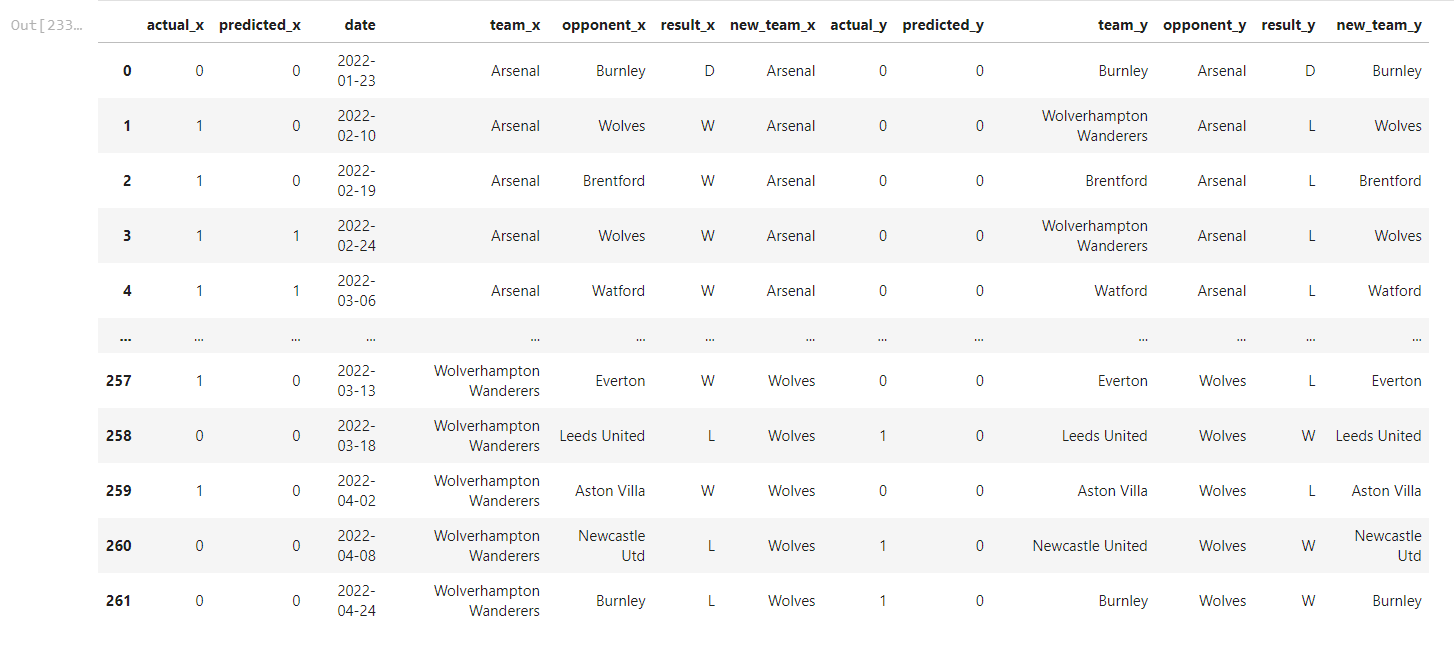 Out[233...
actual_x predicted_x date team_x opponent_x result_x new_team_x actual_y predicted_y team_y opponent_y result_y new_team_y
0 0 0 2022-01-23 Arsenal Burnley D Arsenal 0 0 Burnley Arsenal D Burnley
1 1 0 2022-02-10 Arsenal Wolves W Arsenal 0 0 Wolverhampton Wanderers Arsenal L Wolves
2 1 0 2022-02-19 Arsenal Brentford W Arsenal 0 0 Brentford Arsenal L Brentford
3 1 1 2022-02-24 Arsenal Wolves W Arsenal 0 0 Wolverhampton Wanderers Arsenal L Wolves
4 1 1 2022-03-06 Arsenal Watford W Arsenal 0 0 Watford Arsenal L Watford
... ... ... ... ... ... ... ... ... ... ... ... ... ...
257 1 0 2022-03-13 Wolverhampton Wanderers Everton W Wolves 0 0 Everton Wolves L Everton
258 0 0 2022-03-18 Wolverhampton Wanderers Leeds United L Wolves 1 0 Leeds United Wolves W Leeds United
259 1 0 2022-04-02 Wolverhampton Wanderers Aston Villa W Wolves 0 0 Aston Villa Wolves L Aston Villa
260 0 0 2022-04-08 Wolverhampton Wanderers Newcastle Utd L Wolves 1 0 Newcastle United Wolves W Newcastle Utd
261 0 0 2022-04-24 Wolverhampton Wanderers Burnley L Wolves 1 0 Burnley Wolves W Burnley